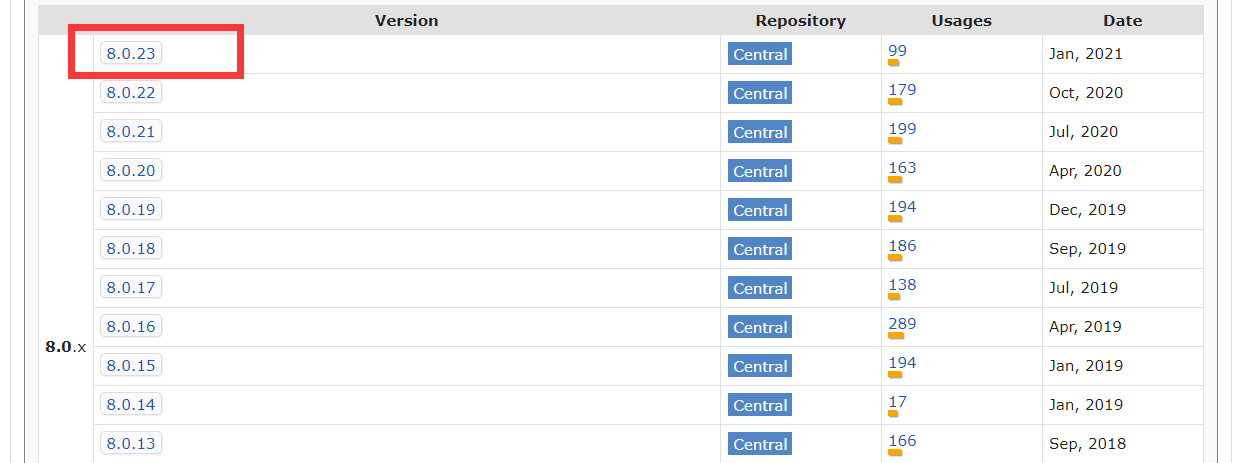 Version Repository Usages Date
8.0.23 Central 99 Jan, 2021
8.0.22 Central 179 Oct, 2020
8.0.21 Central 199 Jul, 2020
8.0.20 Central 163 Apr, 2020
8.0.19 Central 194 Dec, 2019
8.0.18 Central 186 Sep, 2019
8.0.17 Central 138 Jul, 2019
8.0.16 Central 289 Apr, 2019
8.0.x
8.0.15 Central 194 Jan, 2019
8.0.14 Central 17 Jan, 2019
8.0.13 Central 166 Sep, 2018